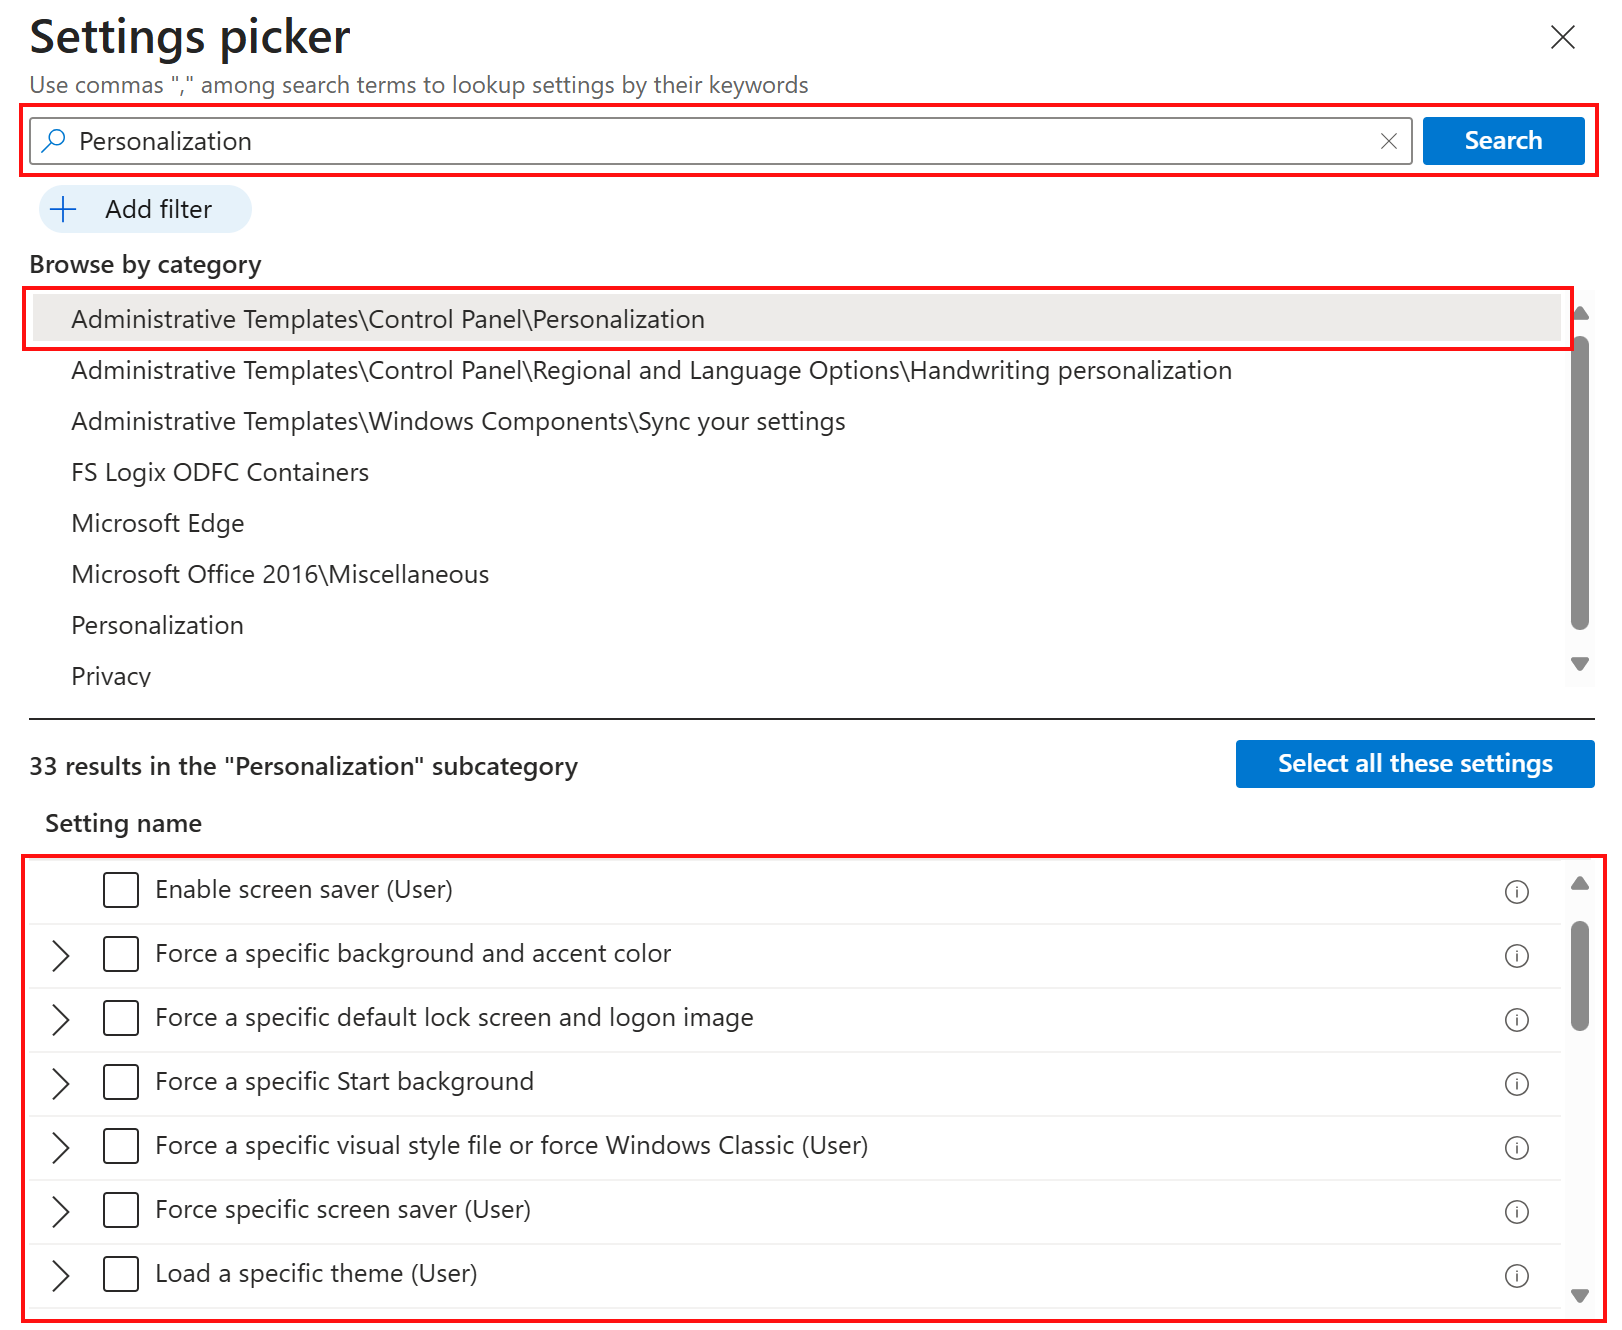 Settings picker
Use commas "," among search terms to lookup settings by their keywords
Personalization
Search
Add filter
Browse by category
Administrative Templates\Control Panel\Personalization
Administrative Templates\Control Panel\Regional and Language Options\Handwriting personalization
Administrative Templates\Windows Components\Sync your settings
FS Logix ODFC Containers
Microsoft Edge
Microsoft Office 2016\Miscellaneous
Personalization
Privacy
33 results in the "Personalization" subcategory
Select all these settings
Setting name
Enable screen saver (User)
Force a specific background and accent color
Force a specific default lock screen and logon image
Force a specific Start background
Force a specific visual style file or force Windows Classic (User)
Force specific screen saver (User)
Load a specific theme (User)